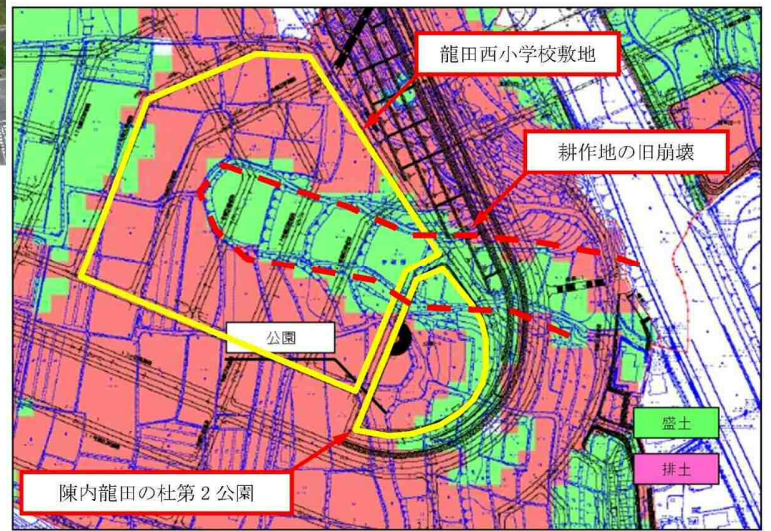 龍田西小学校敷地
耕作地の旧崩壊
公園
盛土
排土
陳内龍田の杜第２公園